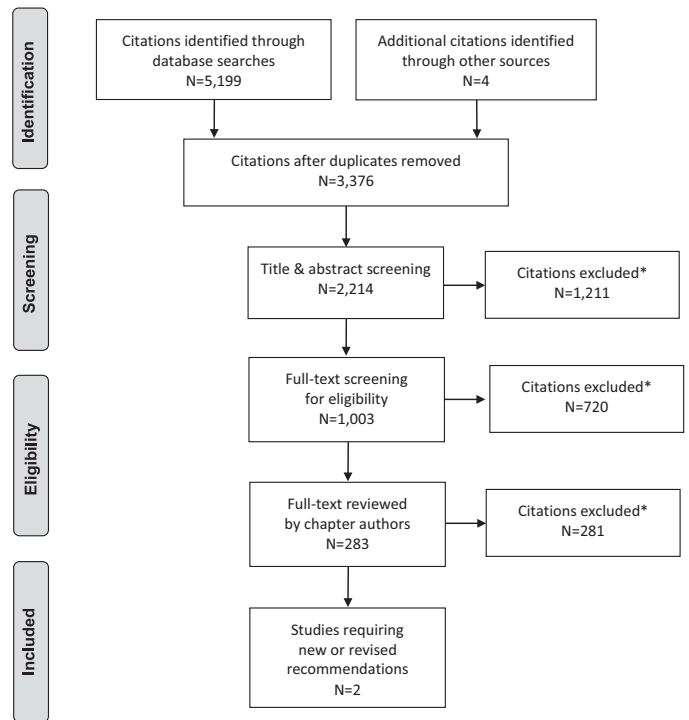 Identification
Citations identified through
database searches
N=5,199
Additional citations identified
through other sources
N=4
Citations after duplicates removed
N=3,376
Screening
Title & abstract screening
N=2,214
Citations excluded*
N=1,211
Eligibility
Full-text screening
for eligibility
N=1,003
Citations excluded*
N=720
Full-text reviewed
by chapter authors
N=283
Citations excluded*
N=281
Included
Studies requiring
new or revised
recommendations
N=2